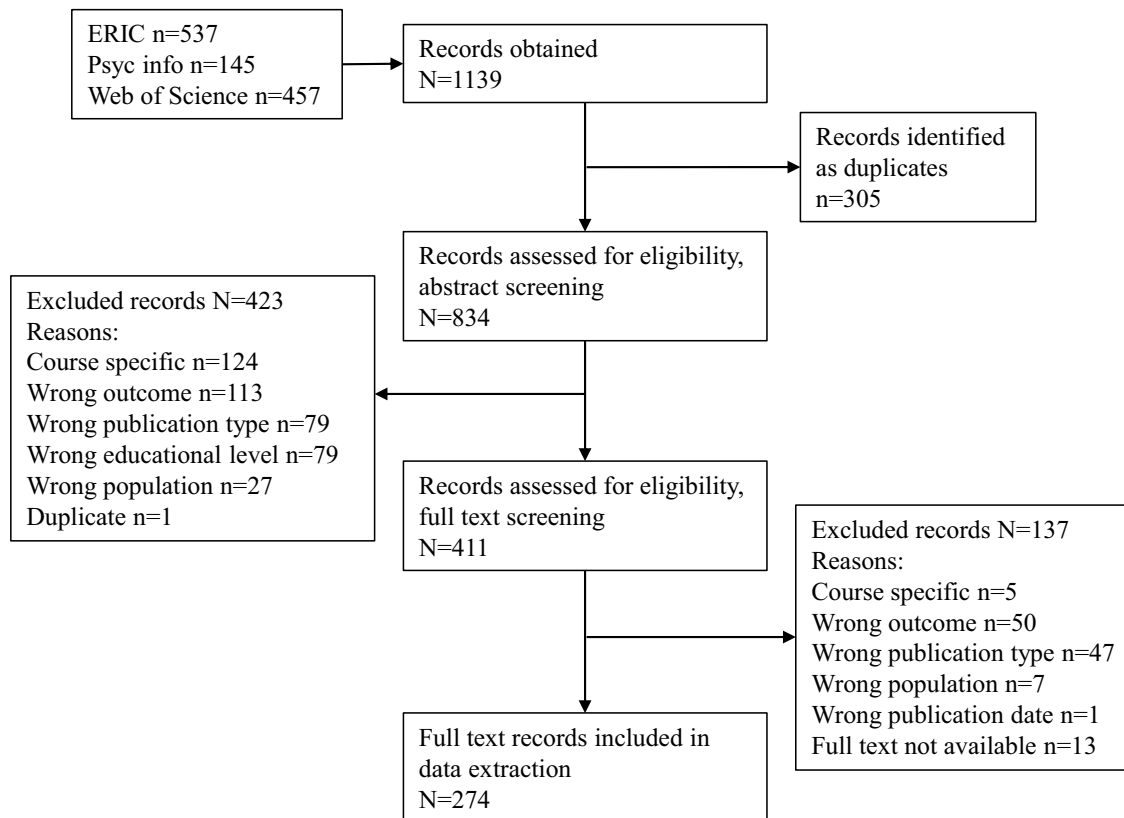 ERIC n=537
Psyc info n=145
Web of Science n=457
Records obtained
N=1139
Records identified
as duplicates
n=305
Records assessed for eligibility,
abstract screening
N=834
Excluded records N=423
Reasons:
Course specific n=124
Wrong outcome n=113
Wrong publication type n=79
Wrong educational level n=79
Wrong population n=27
Duplicate n=1
Records assessed for eligibility,
full text screening
N=411
Excluded records N=137
Reasons:
Course specific n=5
Wrong outcome n=50
Wrong publication type n=47
Wrong population n=7
Wrong publication date n=1
Full text not available n=13
Full text records included in
data extraction
N=274